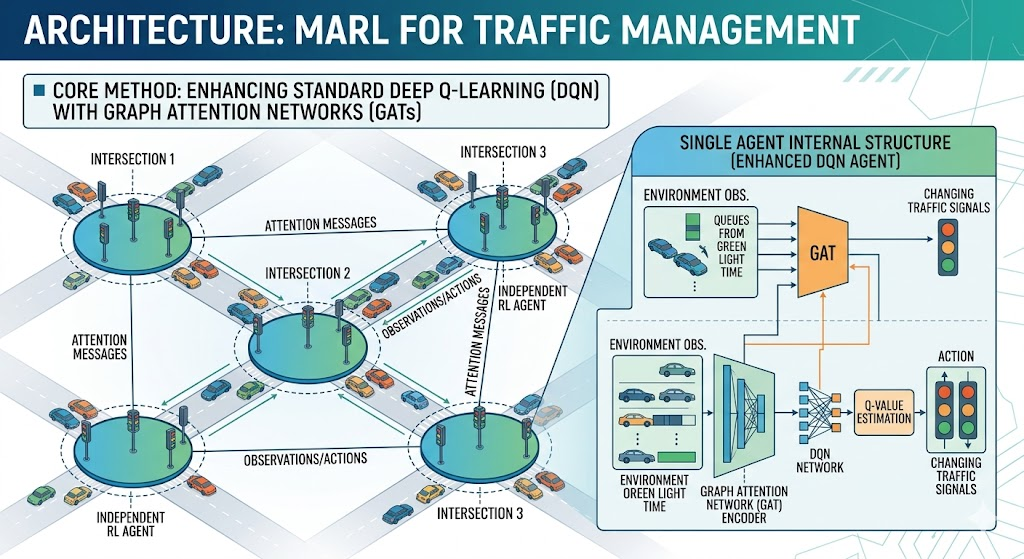 ARCHITECTURE: MARL FOR TRAFFIC MANAGEMENT
CORE METHOD: ENHANCING STANDARD DEEP Q-LEARNING (DQN)
WITH GRAPH ATTENTION NETWORKS (GATs)
INTERSECTION 1
INTERSECTION 3
ATTENTION MESSAGES
INTERSECTION 2
OBSERVATIONS/ACTIONS
INDEPENDENT
RL AGENT
ATTENTION
MESSAGES
ATTENTION MESSAGES
OBSERVATIONS/ACTIONS
INDEPENDENT
RL AGENT
INTERSECTION 3
SINGLE AGENT INTERNAL STRUCTURE
(ENHANCED DQN AGENT)
ENVIRONMENT OBS.
QUEUES
FROM
GREEN
LIGHT
TIME
GAT
CHANGING
TRAFFIC SIGNALS
ENVIRONMENT OBS.
ENVIRONMENT
OREEN LIGHT
TIME
GRAPH ATTENTION
NETWORK (GAT)
ENCODER
DQN
NETWORK
Q-VALUE
ESTIMATION
ACTION
CHANGING
TRAFFIC
SIGNALS